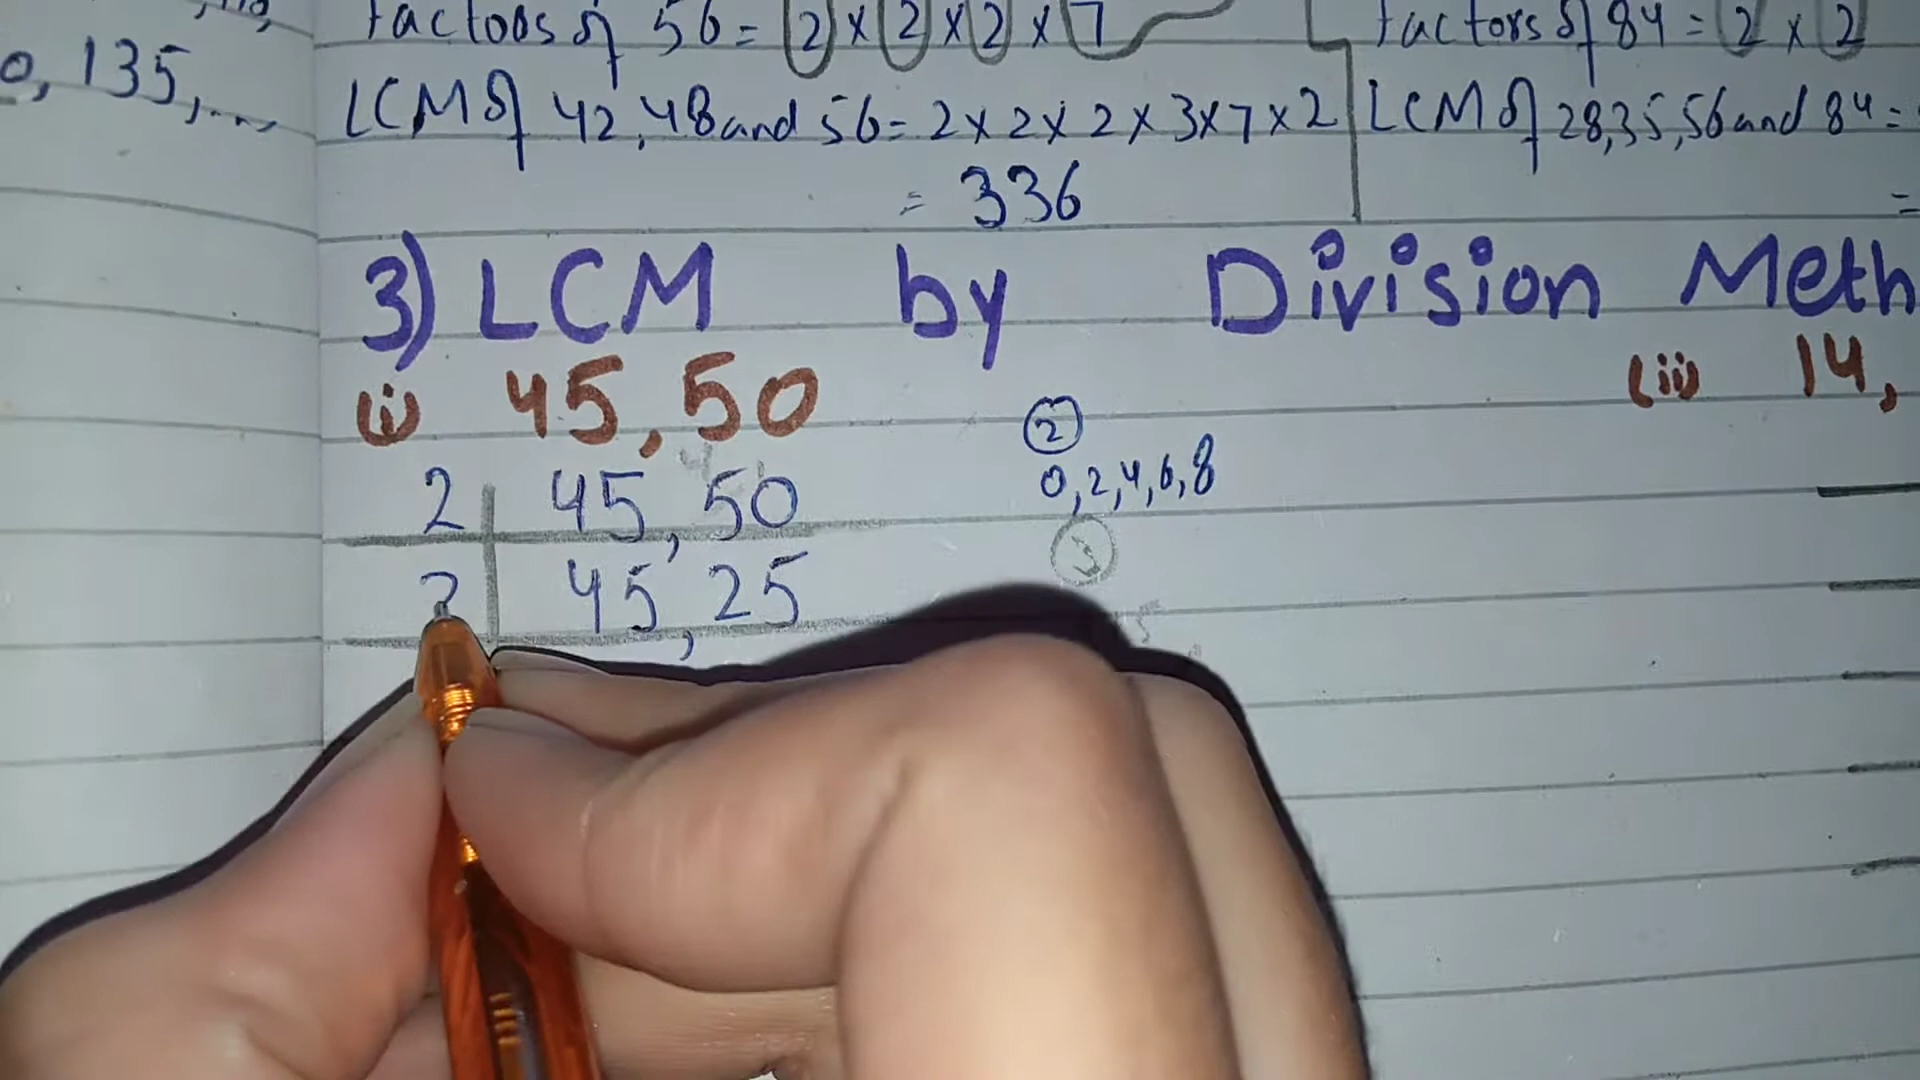 0, 135, ...
factors of 56 = 2 x 2 x 2 x 7
LCM of 42, 48 and 56 = 2 x 2 x 2 x 3 x 7 x 2
= 336
factors of 84 = 2 x 2
LCM of 28, 35, 56 and 84 =
=
3) LCM by Division Meth
(i) 45, 50
(ii) 14,
2 | 45, 50
3 | 45, 25
2
0, 2, 4, 6, 8
3